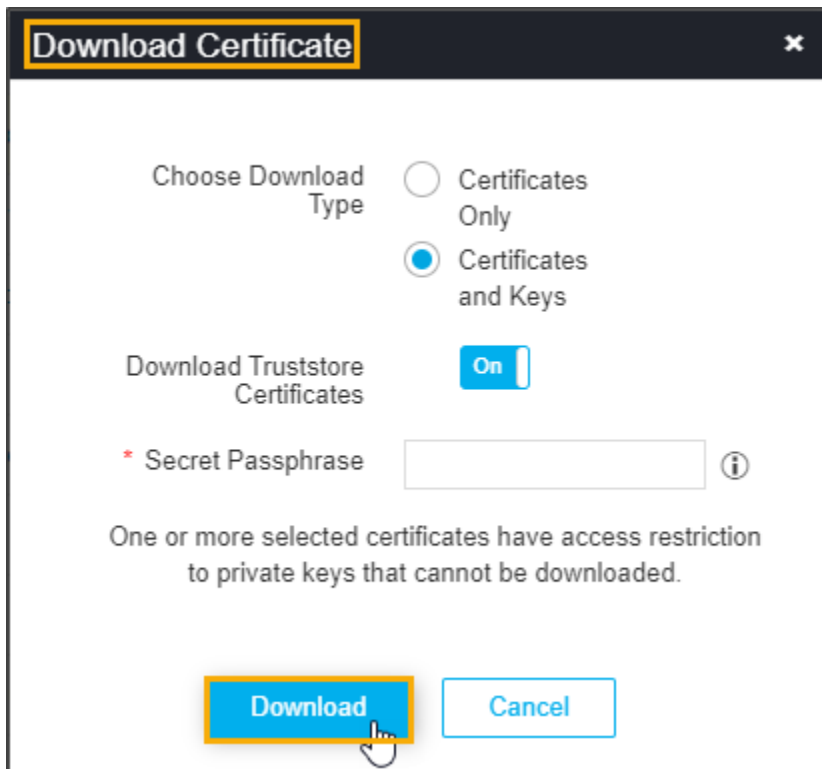 Download Certificate
Choose Download
Type
Certificates
Only
Certificates
and Keys
Download Truststore
Certificates
On
* Secret Passphrase
One or more selected certificates have access restriction
to private keys that cannot be downloaded.
Download
Cancel